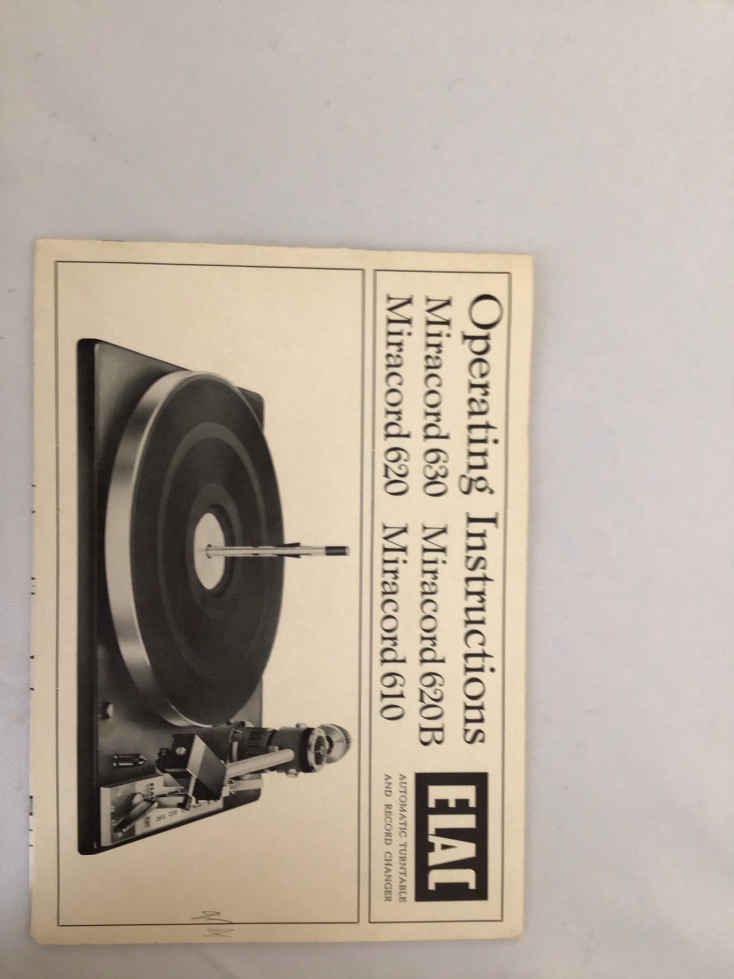 Operating Instructions
Miracord 630 Miracord 620B
Miracord 620 Miracord 610
ELAC
AUTOMATIC TURNTABLE
AND RECORD CHANGER